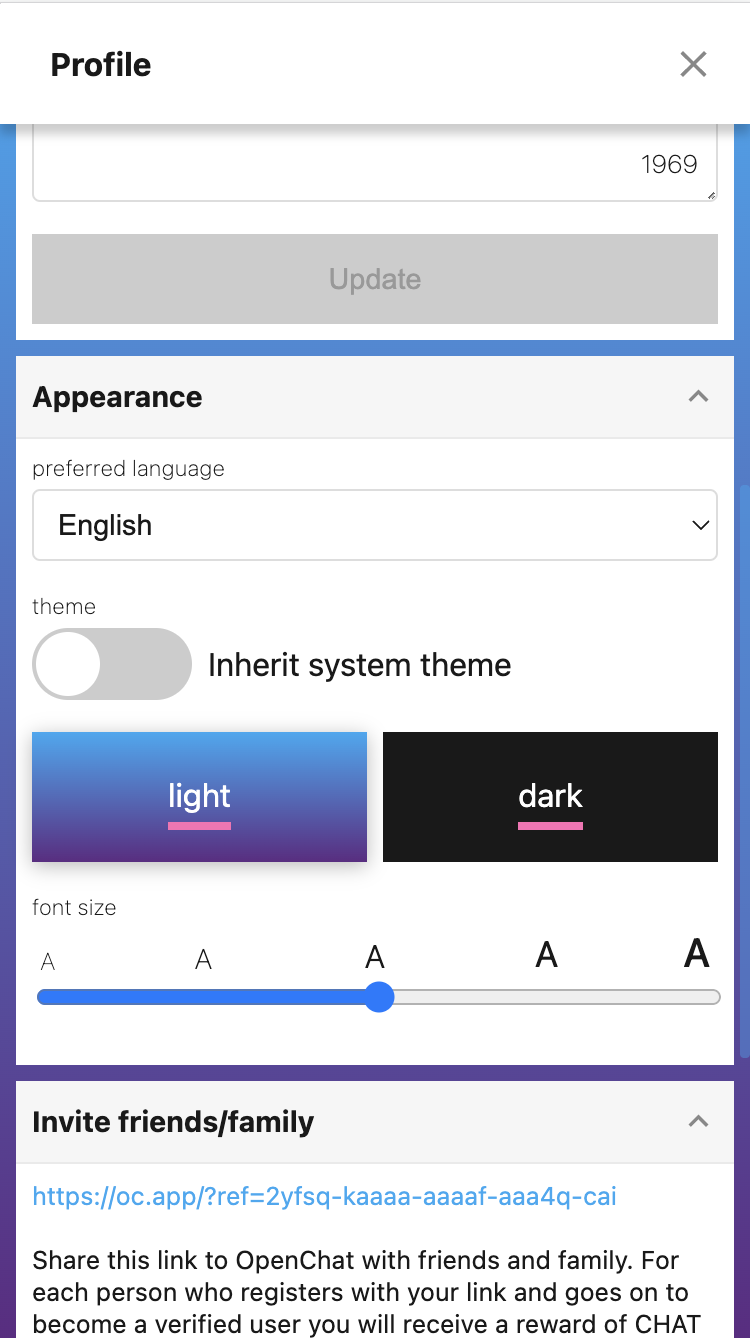 Profile
1969
Update
Appearance
preferred language
English
theme
Inherit system theme
light
dark
font size
A A A A A
Invite friends/family
https://oc.app/?ref=2yfsq-kaaaa-aaaaf-aaa4q-cai
Share this link to OpenChat with friends and family. For
each person who registers with your link and goes on to
become a verified user you will receive a reward of CHAT